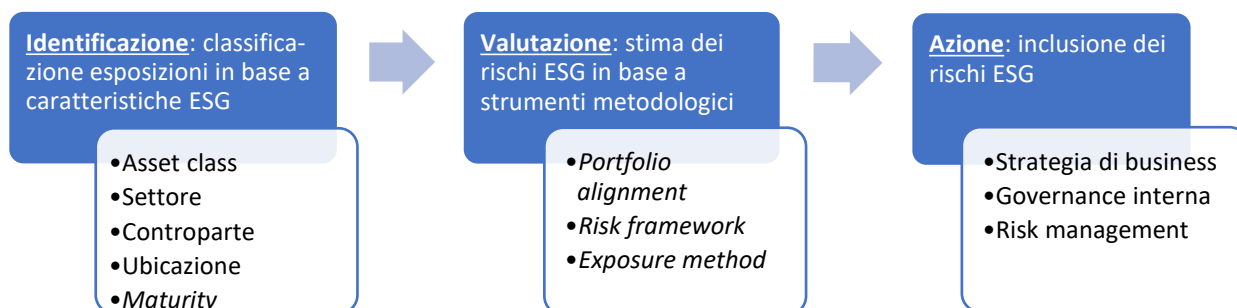 Identificazione: classifica-
zione esposizioni in base a
caratteristiche ESG
•Asset class
•Settore
•Controparte
•Ubicazione
•Maturity
Valutazione: stima dei
rischi ESG in base a
strumenti metodologici
•Portfolio
alignment
•Risk framework
•Exposure method
Azione: inclusione dei
rischi ESG
•Strategia di business
•Governance interna
•Risk management